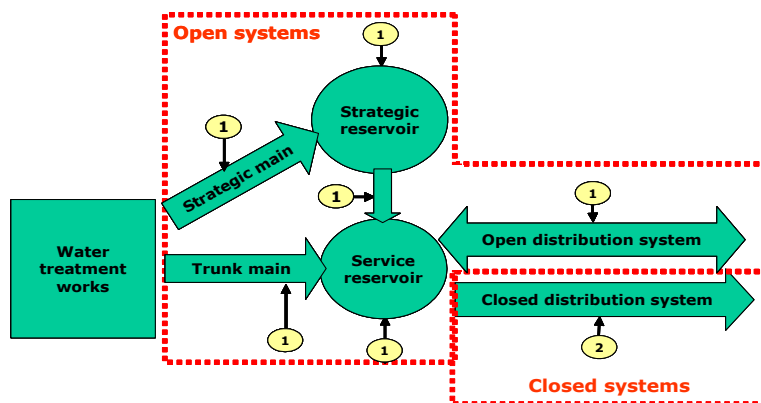 Open systems
1
Strategic
reservoir
1
Strategic main
1
1
Water
treatment
works
Trunk main
Service
reservoir
Open distribution system
Closed distribution system
1
1
2
Closed systems